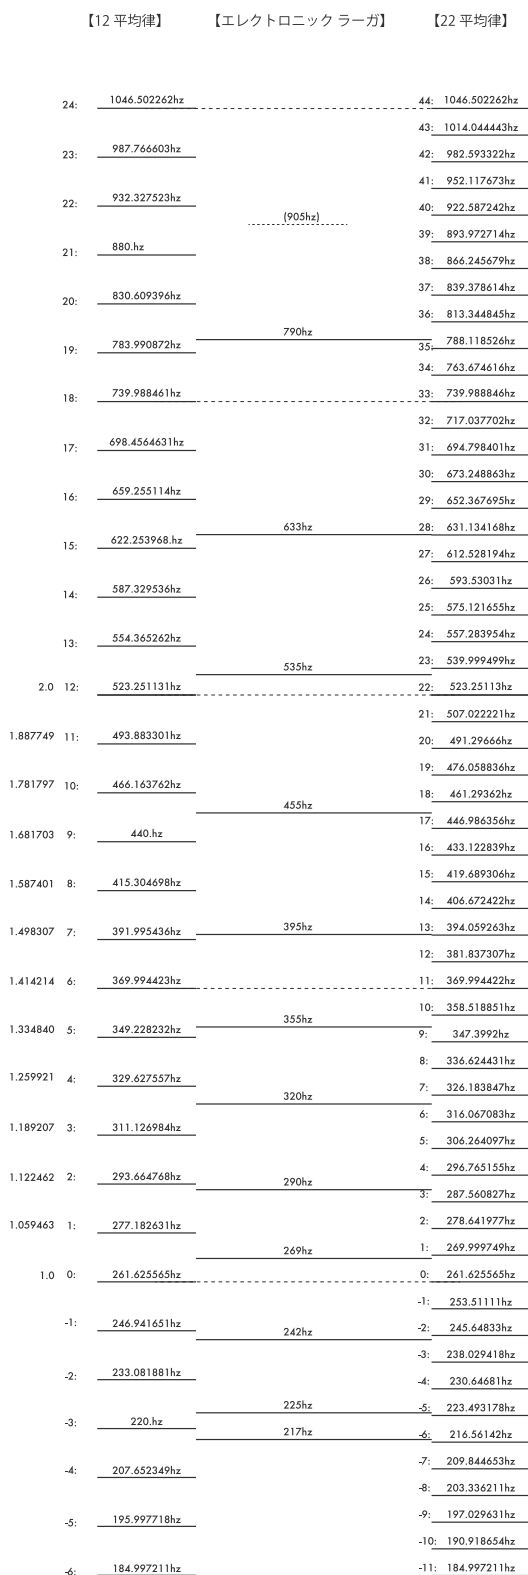 【12 平均律】 【エレクトロニック ラーガ】 【22 平均律】
24: 1046.502262hz 44: 1046.502262hz
43: 1014.044443hz
23: 987.766603hz 42: 982.593322hz
41: 952.117673hz
22: 932.327523hz 40: 922.587242hz
(905hz)
39: 893.972714hz
21: 880.hz
38: 866.245679hz
37: 839.378614hz
20: 830.609396hz
36: 813.344845hz
790hz
19: 783.990872hz 35: 788.118526hz
34: 763.674616hz
18: 739.988461hz 33: 739.988846hz
32: 717.037702hz
17: 698.4564631hz 31: 694.798401hz
30: 673.248863hz
16: 659.255114hz 29: 652.367695hz
633hz 28: 631.134168hz
15: 622.253968.hz
27: 612.528194hz
26: 593.53031hz
14: 587.329536hz
25: 575.121655hz
24: 557.283954hz
13: 554.365262hz
23: 539.999499hz
535hz
2.0 12: 523.251131hz 22: 523.25113hz
21: 507.022221hz
1.887749 11: 493.883301hz 20: 491.29666hz
19: 476.058836hz
1.781797 10: 466.163762hz 18: 461.29362hz
455hz
17: 446.986356hz
1.681703 9: 440.hz
16: 433.122839hz
15: 419.689306hz
1.587401 8: 415.304698hz
14: 406.672422hz
395hz 13: 394.059263hz
1.498307 7: 391.995436hz
12: 381.837307hz
1.414214 6: 369.994423hz 11: 369.994422hz
10: 358.518851hz
355hz
1.334840 5: 349.228232hz 9: 347.3992hz
8: 336.624431hz
1.259921 4: 329.627557hz
7: 326.183847hz
320hz
6: 316.067083hz
1.189207 3: 311.126984hz
5: 306.264097hz
4: 296.765155hz
1.122462 2: 293.664768hz
290hz
3: 287.560827hz
2: 278.641977hz
1.059463 1: 277.182631hz
1: 269.999749hz
269hz
1.0 0: 261.625565hz 0: 261.625565hz
-1: 253.51111hz
-1: 246.941651hz
-2: 245.64833hz
242hz
-3: 238.029418hz
-2: 233.081881hz
-4: 230.64681hz
225hz -5: 223.493178hz
-3: 220.hz
217hz -6: 216.56142hz
-7: 209.844653hz
-4: 207.652349hz
-8: 203.336211hz
-9: 197.029631hz
-5: 195.997718hz
-10: 190.918654hz
-6: 184.997211hz -11: 184.997211hz